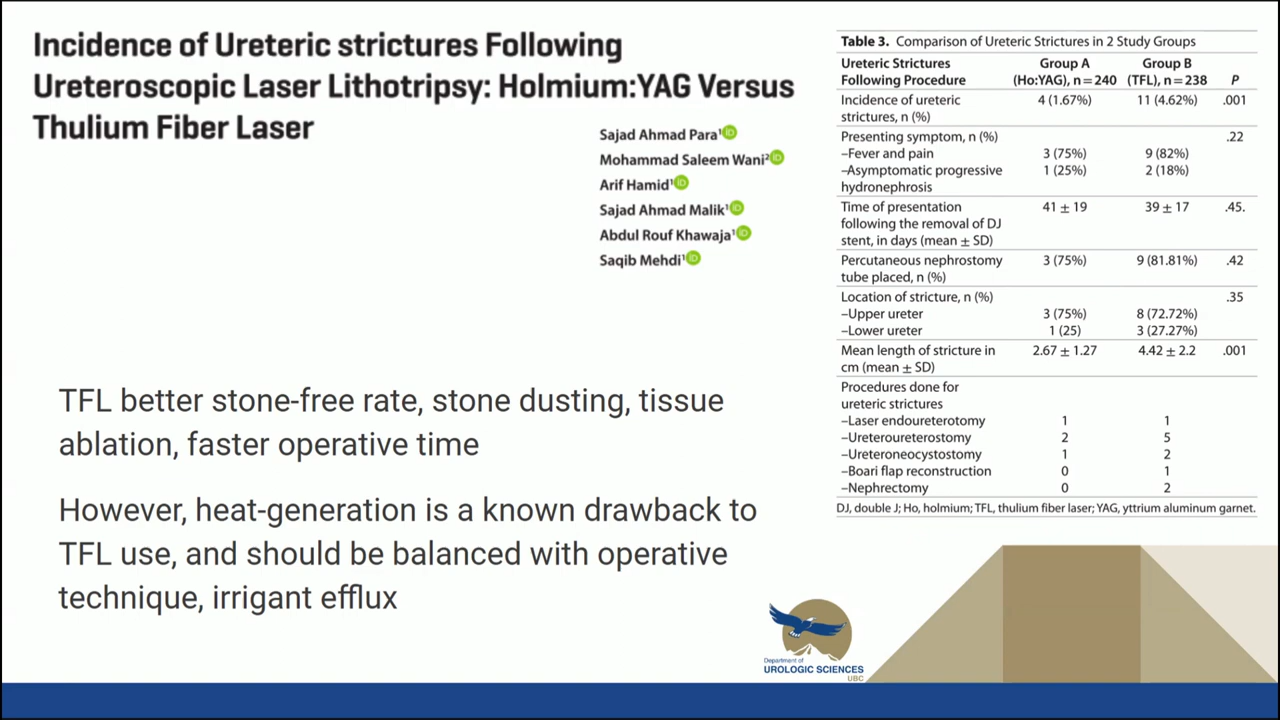 Incidence of Ureteric strictures Following
Ureteroscopic Laser Lithotripsy: Holmium:YAG Versus
Thulium Fiber Laser
Sajad Ahmad Para¹
Mohammad Saleem Wani²
Arif Hamid¹
Sajad Ahmad Malik¹
Abdul Rouf Khawaja¹
Saqib Mehdi¹
TFL better stone-free rate, stone dusting, tissue
ablation, faster operative time
However, heat-generation is a known drawback to
TFL use, and should be balanced with operative
technique, irrigant efflux
Table 3. Comparison of Ureteric Strictures in 2 Study Groups
Ureteric Strictures Group A Group B
Following Procedure (Ho:YAG), n=240 (TFL), n=238 P
Incidence of ureteric 4 (1.67%) 11 (4.62%) .001
strictures, n (%)
Presenting symptom, n (%) .22
–Fever and pain 3 (75%) 9 (82%)
–Asymptomatic progressive 1 (25%) 2 (18%)
hydronephrosis
Time of presentation 41 ± 19 39 ± 17 .45.
following the removal of DJ
stent, in days (mean ± SD)
Percutaneous nephrostomy 3 (75%) 9 (81.81%) .42
tube placed, n (%)
Location of stricture, n (%) .35
–Upper ureter 3 (75%) 8 (72.72%)
–Lower ureter 1 (25) 3 (27.27%)
Mean length of stricture in 2.67 ± 1.27 4.42 ± 2.2 .001
cm (mean ± SD)
Procedures done for
ureteric strictures
–Laser endoureterotomy 1 1
–Ureteroureterostomy 2 5
–Ureteroneocystostomy 1 2
–Boari flap reconstruction 0 1
–Nephrectomy 0 2
DJ, double J; Ho, holmium; TFL, thulium fiber laser; YAG, yttrium aluminum garnet.
Department of
UROLOGIC SCIENCES
UBC